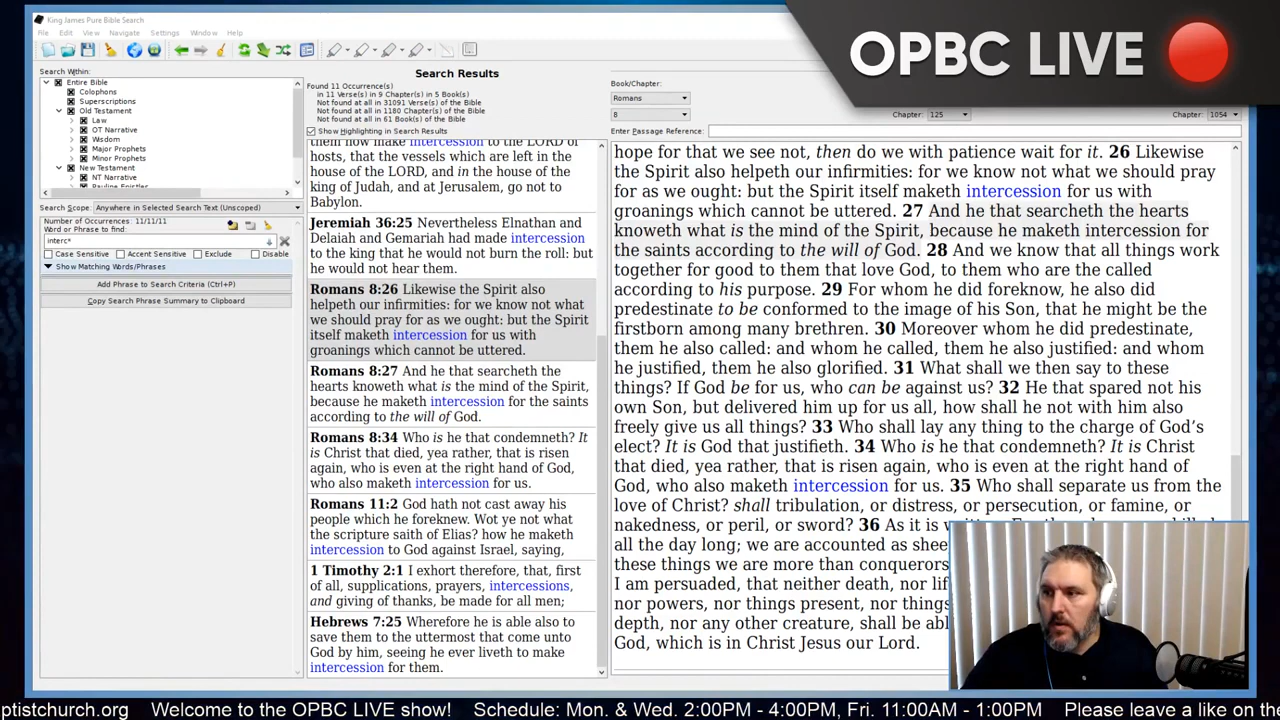 King James Pure Bible Search
OPBC LIVE
File Edit View Navigate Settings Window Help
Search Within:
Entire Bible
Colophons
Superscriptions
Old Testament
Law
OT Narrative
Wisdom
Major Prophets
Minor Prophets
New Testament
NT Narrative
Pauline Epistles
Search Scope: Anywhere in Selected Search Text (Unscoped)
Number of Occurrences: 11/11/11
Word or Phrase to Find:
interc*
Case Sensitive Accent Sensitive Exclude Disable
Show Matching Words/Phrases
Add Phrase to Search Criteria (Ctrl+P)
Copy Search Phrase Summary to Clipboard
Search Results
Found 11 Occurrence(s)
in 11 Verse(s) in 9 Chapter(s) in 5 Book(s)
Not found at all in 31091 Verse(s) of the Bible
Not found at all in 1180 Chapter(s) of the Bible
Not found at all in 61 Book(s) of the Bible
Show Highlighting in Search Results
them now make intercession to the LORD of
hosts, that the vessels which are left in the
house of the LORD, and in the house of the
king of Judah, and at Jerusalem, go not to
Babylon.
Jeremiah 36:25 Nevertheless Elnathan and
Delaiah and Gemariah had made intercession
to the king that he would not burn the roll: but
he would not hear them.
Romans 8:26 Likewise the Spirit also
helpeth our infirmities: for we know not what
we should pray for as we ought: but the Spirit
itself maketh intercession for us with
groanings which cannot be uttered.
Romans 8:27 And he that searcheth the
hearts knoweth what is the mind of the Spirit,
because he maketh intercession for the saints
according to the will of God.
Romans 8:34 Who is he that condemneth? It
is Christ that died, yea rather, that is risen
again, who is even at the right hand of God,
who also maketh intercession for us.
Romans 11:2 God hath not cast away his
people which he foreknew. Wot ye not what
the scripture saith of Elias? how he maketh
intercession to God against Israel, saying,
1 Timothy 2:1 I exhort therefore, that, first
of all, supplications, prayers, intercessions,
and giving of thanks, be made for all men;
Hebrews 7:25 Wherefore he is able also to
save them to the uttermost that come unto
God by him, seeing he ever liveth to make
intercession for them.
Book/Chapter:
Romans
8
Chapter: 125
Chapter: 1054
Enter Passage Reference:
hope for that we see not, then do we with patience wait for it. 26 Likewise
the Spirit also helpeth our infirmities: for we know not what we should pray
for as we ought: but the Spirit itself maketh intercession for us with
groanings which cannot be uttered. 27 And he that searcheth the hearts
knoweth what is the mind of the Spirit, because he maketh intercession for
the saints according to the will of God. 28 And we know that all things work
together for good to them that love God, to them who are the called
according to his purpose. 29 For whom he did foreknow, he also did
predestinate to be conformed to the image of his Son, that he might be the
firstborn among many brethren. 30 Moreover whom he did predestinate,
them he also called: and whom he called, them he also justified: and whom
he justified, them he also glorified. 31 What shall we then say to these
things? If God be for us, who can be against us? 32 He that spared not his
own Son, but delivered him up for us all, how shall he not with him also
freely give us all things? 33 Who shall lay any thing to the charge of God's
elect? It is God that justifieth. 34 Who is he that condemneth? It is Christ
that died, yea rather, that is risen again, who is even at the right hand of
God, who also maketh intercession for us. 35 Who shall separate us from the
love of Christ? shall tribulation, or distress, or persecution, or famine, or
nakedness, or peril, or sword? 36 As it is
all the day long; we are accounted as
these things we are more than conquerors
I am persuaded, that neither death, nor
nor powers, nor things present, nor things
depth, nor any other creature, shall be
God, which is in Christ Jesus our Lord.
ptistchurch.org Welcome to the OPBC LIVE show! Schedule: Mon. & Wed. 2:00PM - 4:00PM, Fri. 11:00AM - 1:00PM Please leave a like on the